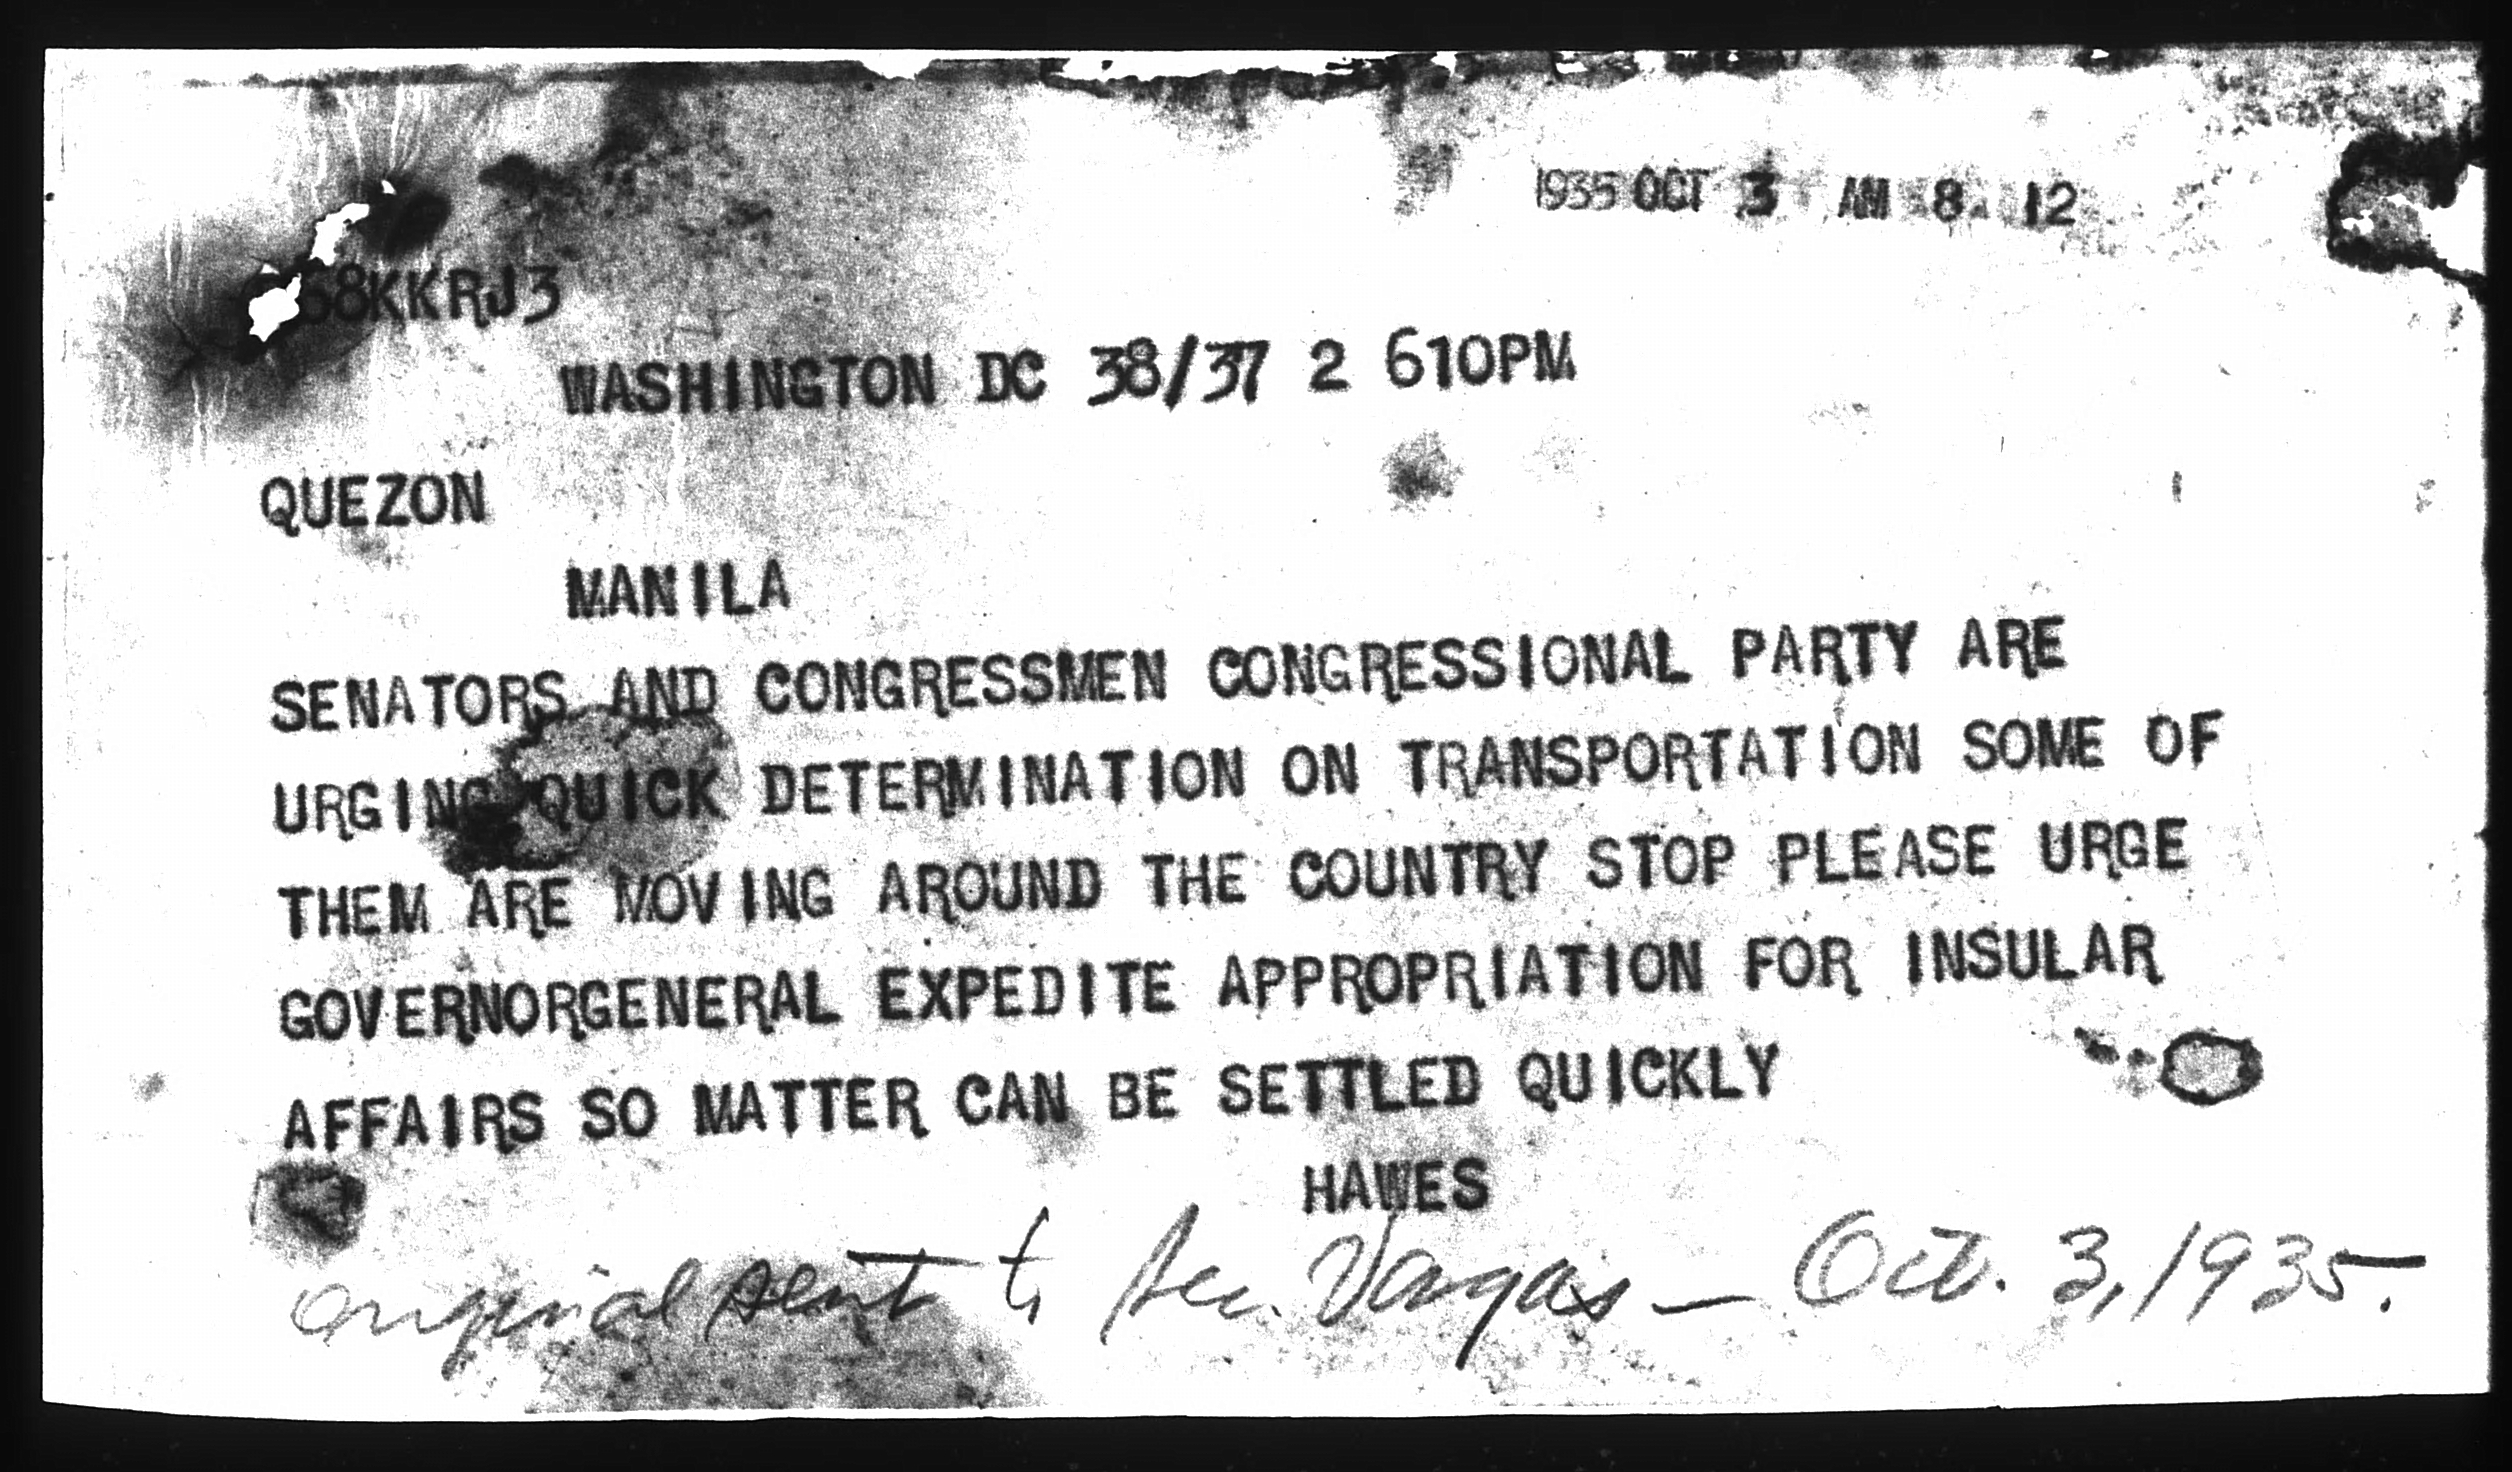 1935 OCT 3 AM 8 12
68KKRJ3
WASHINGTON DC 38/37 2 610PM
QUEZON
MANILA
SENATORS AND CONGRESSMEN CONGRESSIONAL PARTY ARE
URGING QUICK DETERMINATION ON TRANSPORTATION SOME OF
THEM ARE MOVING AROUND THE COUNTRY STOP PLEASE URGE
GOVERNORGENERAL EXPEDITE APPROPRIATION FOR INSULAR
AFFAIRS SO MATTER CAN BE SETTLED QUICKLY
HAWES
Original sent to Sec. Vargas — Oct. 3, 1935.